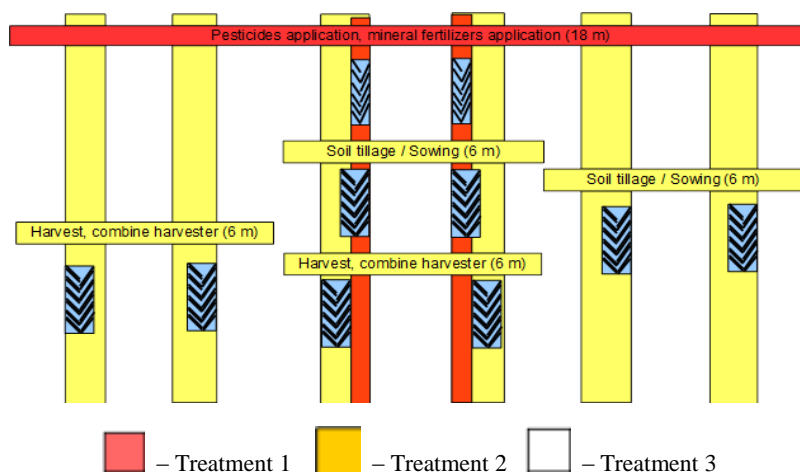 Pesticides application, mineral fertilizers application (18 m)
Soil tillage / Sowing (6 m)
Soil tillage / Sowing (6 m)
Harvest, combine harvester (6 m)
Harvest, combine harvester (6 m)
– Treatment 1 – Treatment 2 – Treatment 3